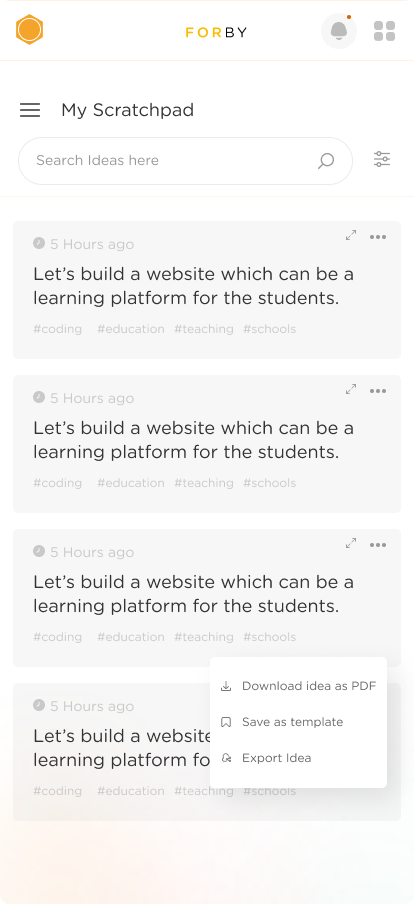 FORBY
My Scratchpad
Search Ideas here
5 Hours ago
Let's build a website which can be a
learning platform for the students.
#coding #education #teaching #schools
5 Hours ago
Let's build a website which can be a
learning platform for the students.
#coding #education #teaching #schools
5 Hours ago
Let's build a website which can be a
learning platform for the students.
#coding #education #teaching #schools
Download idea as PDF
Save as template
Export Idea
5 Hours ago
Let's build a we
learning platform fo
#coding #education #teaching #schools